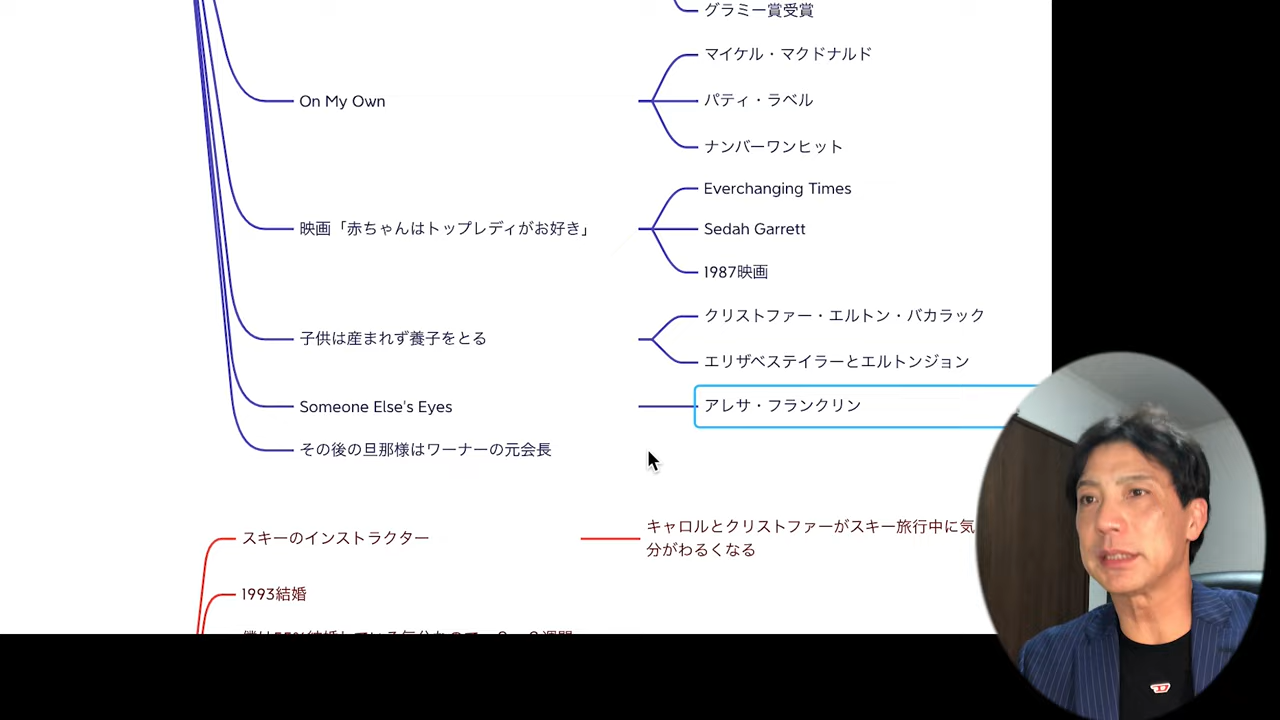 グラミー賞受賞
On My Own
マイケル・マクドナルド
パティ・ラベル
ナンバーワンヒット
映画「赤ちゃんはトップレディがお好き」
Everchanging Times
Sedah Garrett
1987映画
子供は産まれず養子をとる
クリストファー・エルトン・バカラック
エリザベステイラーとエルトンジョン
Someone Else's Eyes
アレサ・フランクリン
その後の旦那様はワーナーの元会長
スキーのインストラクター
キャロルとクリストファーがスキー旅行中に気
分がわるくなる
1993結婚